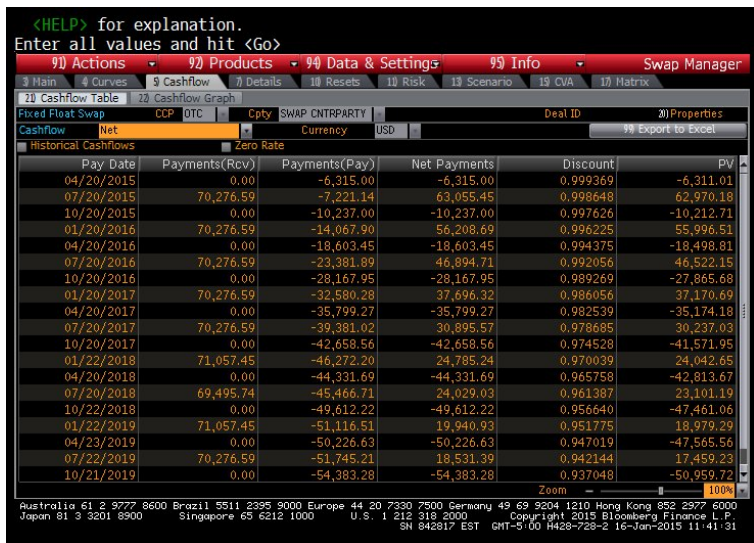 <HELP> for explanation.
Enter all values and hit <Go>
91) Actions 92) Products 94) Data & Settings 95) Info Swap Manager
3) Main 4) Curves 5) Cashflow 7) Details 10) Resets 11) Risk 13) Scenario 15) CVA 17) Matrix
21) Cashflow Table 22) Cashflow Graph
Fixed Float Swap CCP OTC Cpty SWAP CNTRPARTY Deal ID 20) Properties
Cashflow Net Currency USD 99) Export to Excel
Historical Cashflows Zero Rate
Pay Date Payments(Rcv) Payments(Pay) Net Payments Discount PV
04/20/2015 0.00 -6,315.00 -6,315.00 0.999369 -6,311.01
07/20/2015 70,276.59 -7,221.14 63,055.45 0.998648 62,970.18
10/20/2015 0.00 -10,237.00 -10,237.00 0.997626 -10,212.71
01/20/2016 70,276.59 -14,067.90 56,208.69 0.996225 55,996.51
04/20/2016 0.00 -18,603.45 -18,603.45 0.994375 -18,498.81
07/20/2016 70,276.59 -23,381.89 46,894.71 0.992056 46,522.15
10/20/2016 0.00 -28,167.95 -28,167.95 0.989269 -27,865.68
01/20/2017 70,276.59 -32,580.28 37,696.32 0.986056 37,170.69
04/20/2017 0.00 -35,799.27 -35,799.27 0.982539 -35,174.18
07/20/2017 70,276.59 -39,381.02 30,895.57 0.978685 30,237.03
10/20/2017 0.00 -42,658.56 -42,658.56 0.974528 -41,571.95
01/22/2018 71,057.45 -46,272.20 24,785.24 0.970039 24,042.65
04/20/2018 0.00 -44,331.69 -44,331.69 0.965758 -42,813.67
07/20/2018 69,495.74 -45,466.71 24,029.03 0.961387 23,101.19
10/22/2018 0.00 -49,612.22 -49,612.22 0.956640 -47,461.06
01/22/2019 71,057.45 -51,116.51 19,940.93 0.951775 18,979.29
04/23/2019 0.00 -50,226.63 -50,226.63 0.947019 -47,565.56
07/22/2019 70,276.59 -51,745.21 18,531.39 0.942144 17,459.23
10/21/2019 0.00 -54,383.28 -54,383.28 0.937048 -50,959.72
Zoom 100%
Australia 61 2 9777 8600 Brazil 5511 2395 9000 Europe 44 20 7330 7500 Germany 49 69 9204 1210 Hong Kong 852 2977 6000
Japan 81 3 3201 8900 Singapore 65 6212 1000 U.S. 1 212 318 2000 Copyright 2015 Bloomberg Finance L.P.
SN 842817 EST GMT-5:00 H428-728-2 16-Jan-2015 11:41:31